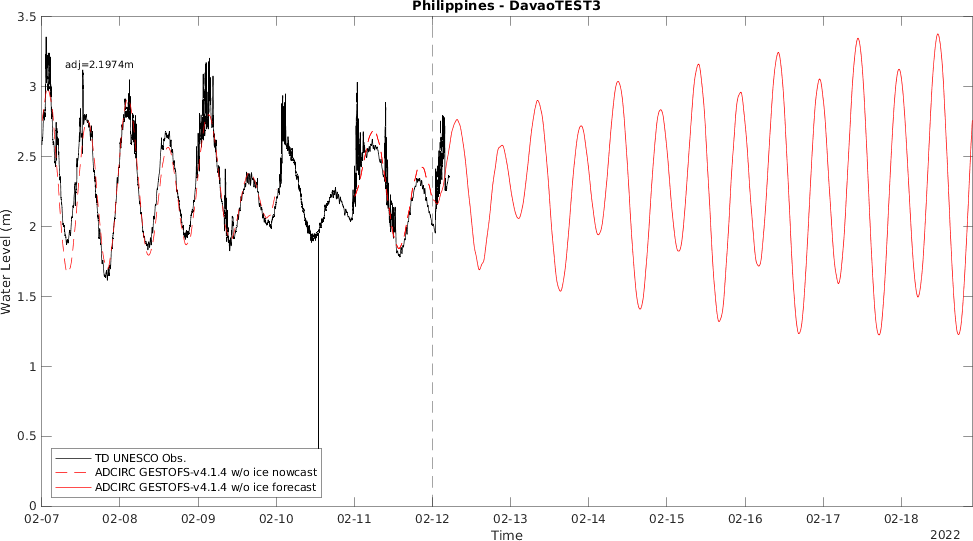 Philippines - DavaoTEST3
adj=2.1974m
3.5
3
2.5
2
1.5
1
0.5
0
Water Level (m)
TD UNESCO Obs.
ADCIRC GESTOFS-v4.1.4 w/o ice nowcast
ADCIRC GESTOFS-v4.1.4 w/o ice forecast
02-07 02-08 02-09 02-10 02-11 02-12 02-13 02-14 02-15 02-16 02-17 02-18
Time
2022